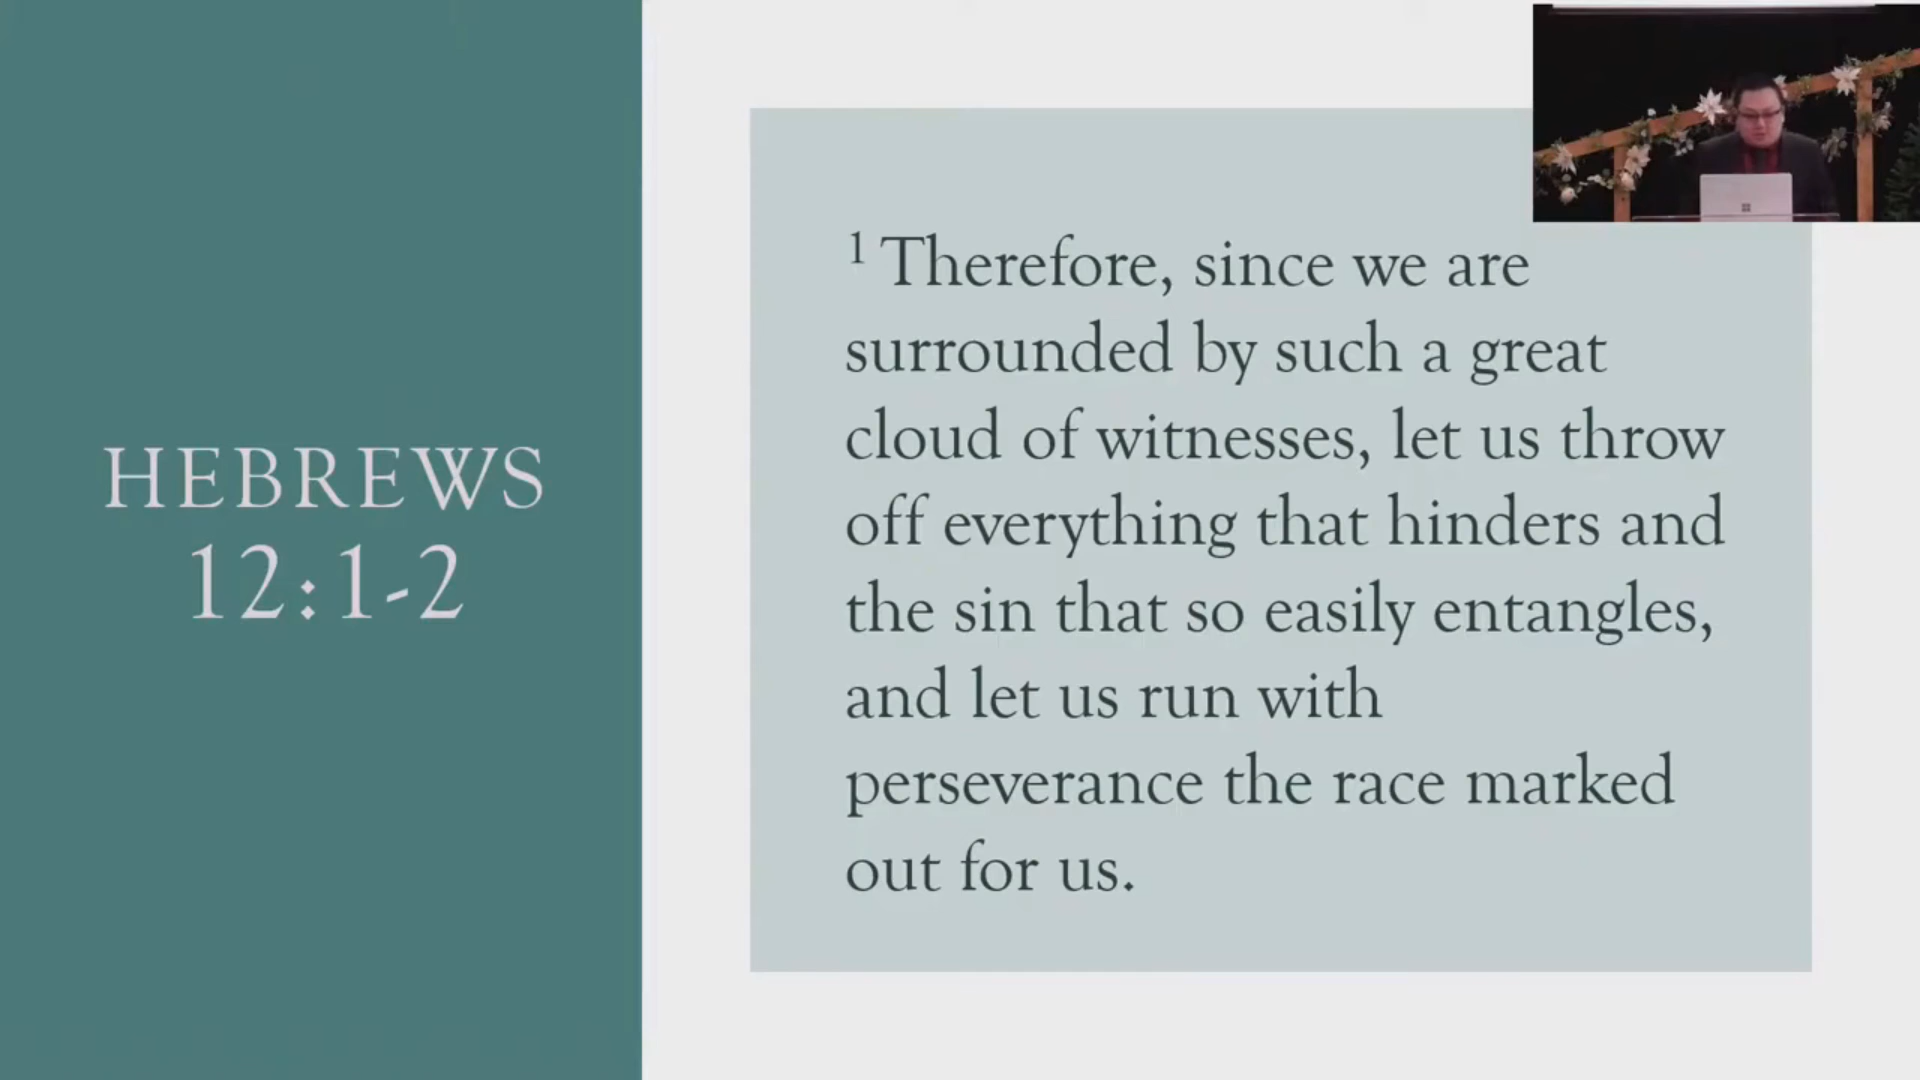 HEBREWS
12:1-2
1 Therefore, since we are
surrounded by such a great
cloud of witnesses, let us throw
off everything that hinders and
the sin that so easily entangles,
and let us run with
perseverance the race marked
out for us.